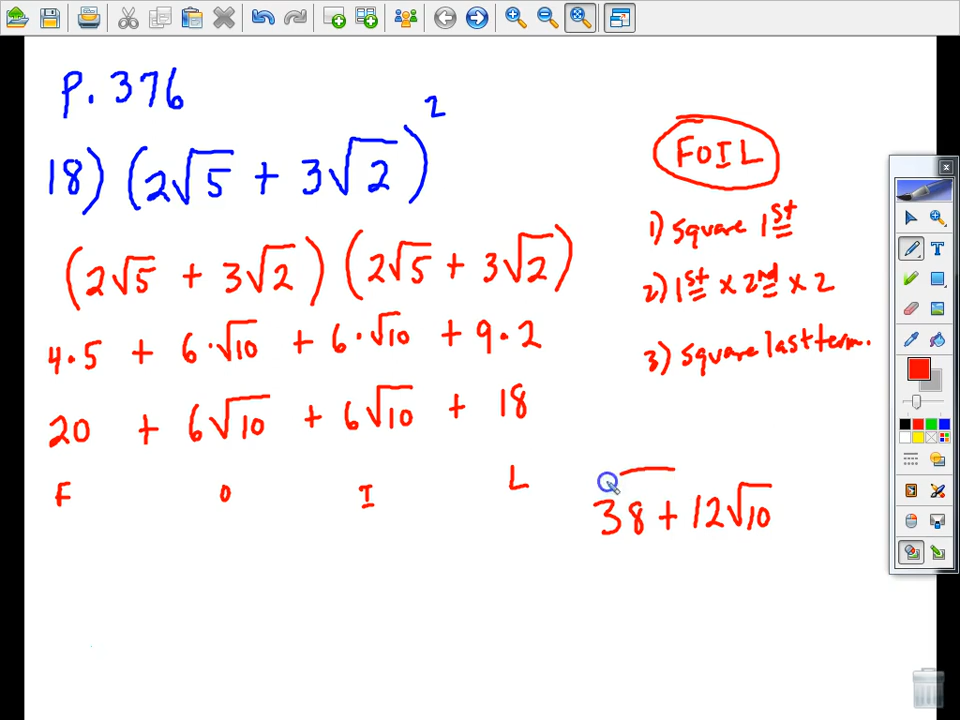 P. 376
18) (2√5 + 3√2)²
(2√5 + 3√2)(2√5 + 3√2)
4·5 + 6·√10 + 6·√10 + 9·2
20 + 6√10 + 6√10 + 18
F O I L
FOIL
1) Square 1st
2) 1st x 2nd x 2
3) Square last term.
38 + 12√10